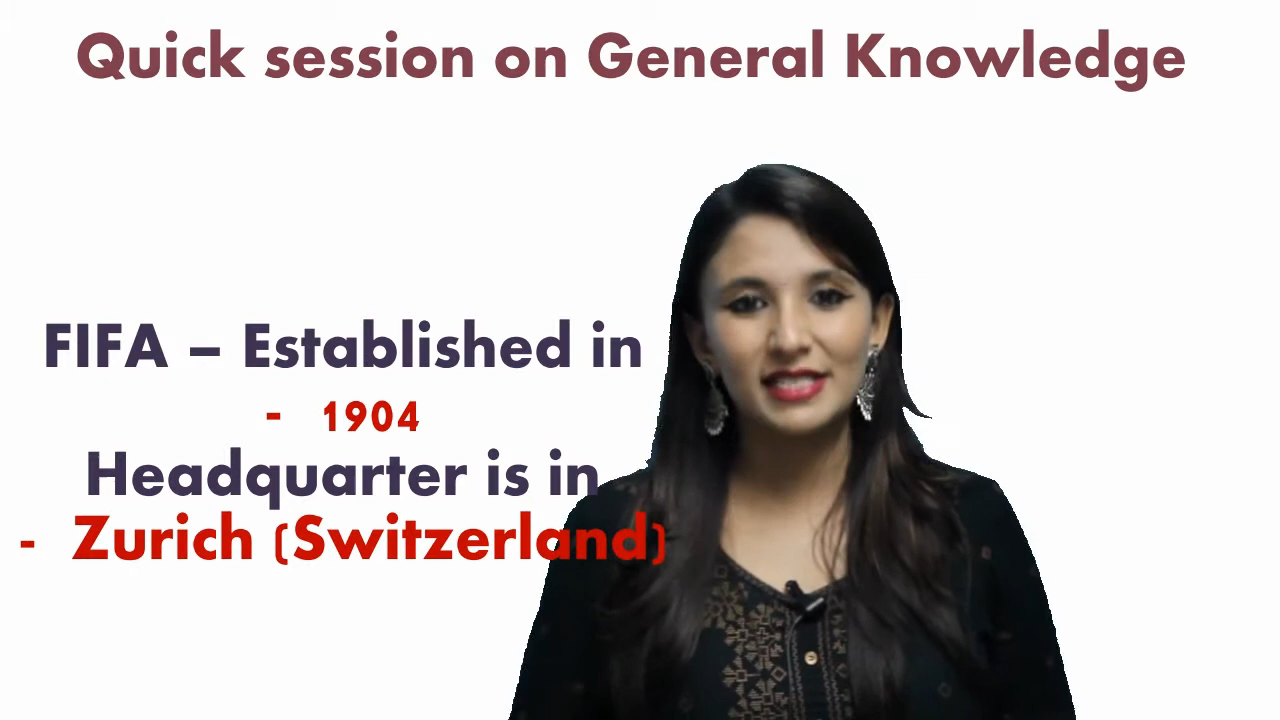 Quick session on General Knowledge
FIFA – Established in
- 1904
Headquarter is in
- Zurich (Switzerland)